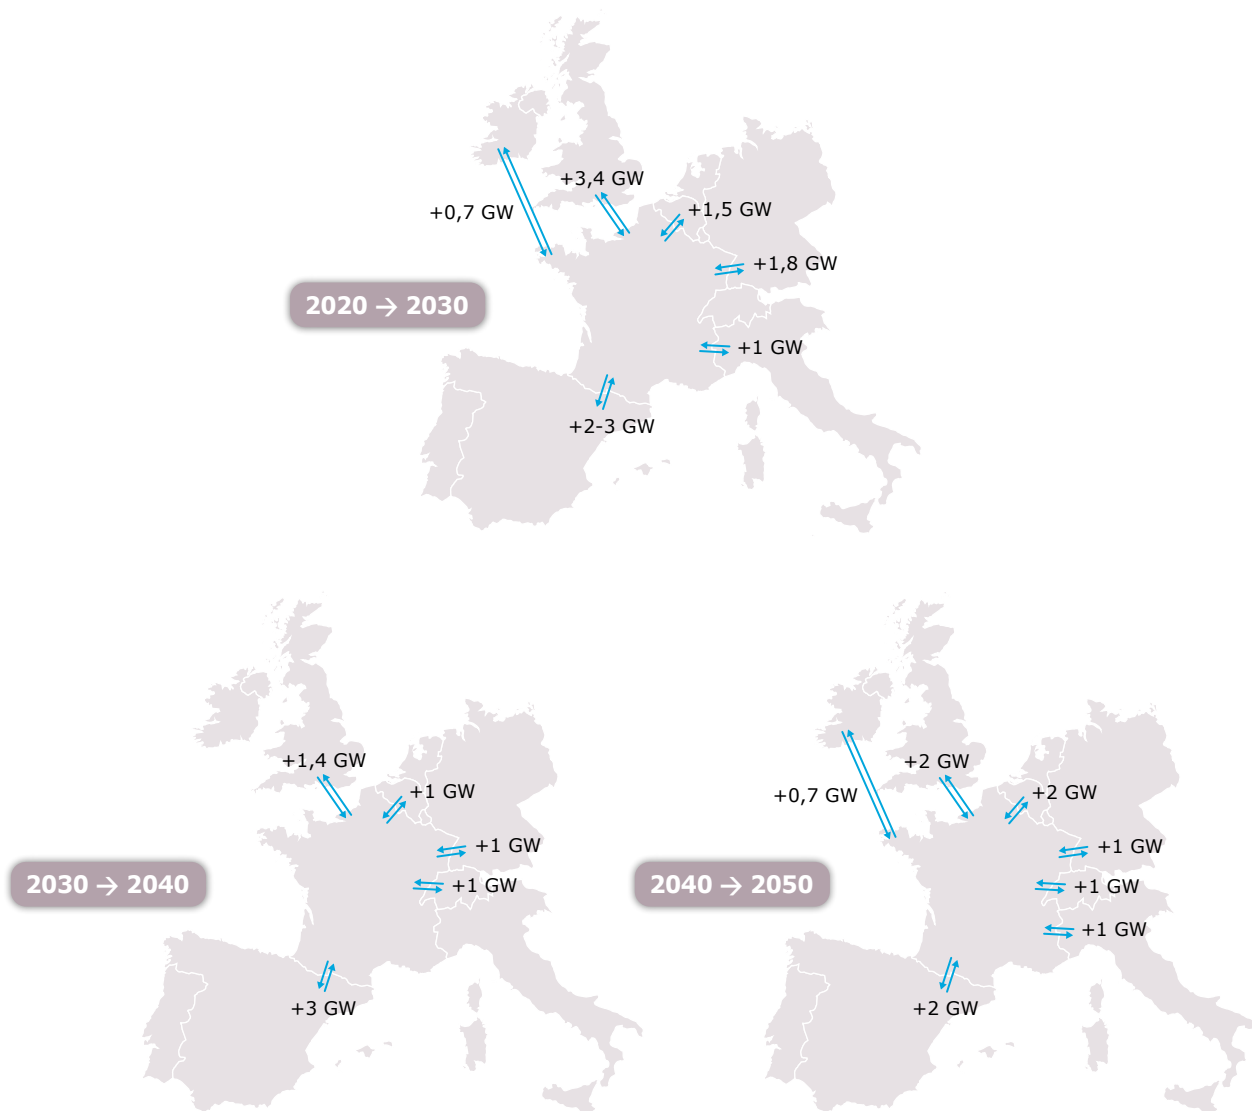 +3,4 GW
+0,7 GW
+1,5 GW
+1,8 GW
2020 → 2030
+1 GW
+2-3 GW
+1,4 GW
+1 GW
+1 GW
2030 → 2040
+1 GW
+3 GW
+2 GW
+0,7 GW
+2 GW
+1 GW
2040 → 2050
+1 GW
+1 GW
+2 GW